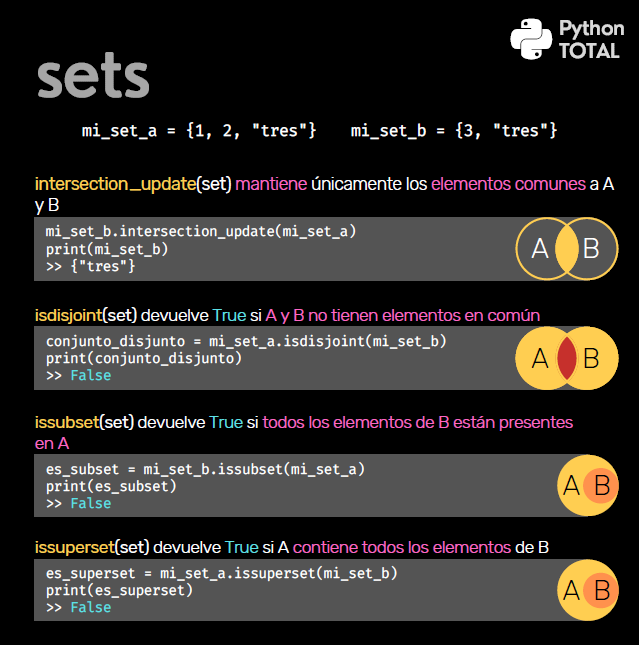 Python
TOTAL
sets
mi_set_a = {1, 2, "tres"} mi_set_b = {3, "tres"}
intersection_update(set) mantiene únicamente los elementos comunes a A
y B
mi_set_b.intersection_update(mi_set_a)
print(mi_set_b)
>> {"tres"}
A B
isdisjoint(set) devuelve True si A y B no tienen elementos en común
conjunto_disjunto = mi_set_a.isdisjoint(mi_set_b)
print(conjunto_disjunto)
>> False
A B
issubset(set) devuelve True si todos los elementos de B están presentes
en A
es_subset = mi_set_b.issubset(mi_set_a)
print(es_subset)
>> False
A B
issuperset(set) devuelve True si A contiene todos los elementos de B
es_superset = mi_set_a.issuperset(mi_set_b)
print(es_superset)
>> False
A B